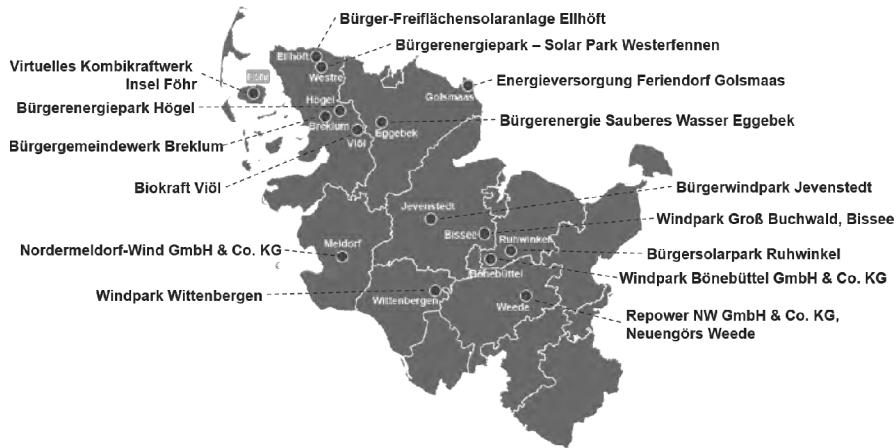 Bürger-Freiflächensolaranlage Ellhöft
Bürgerenergiepark – Solar Park Westerfennen
Virtuelles Kombikraftwerk
Insel Föhr
Energieversorgung Feriendorf Golsmaas
Bürgerenergiepark Högel
Bürgerenergie Sauberes Wasser Eggebek
Bürgergemeindewerk Breklum
Biokraft Viöl
Bürgerwindpark Jevenstedt
Windpark Groß Buchwald, Bissee
Nordermeldorf-Wind GmbH & Co. KG
Bürgersolarpark Ruhwinkel
Windpark Bönebüttel GmbH & Co. KG
Windpark Wittenbergen
Repower NW GmbH & Co. KG,
Neuengörs Weede
Ellhöft
Westre
Föhr
Golsmaas
Högel
Breklum
Viöl
Eggebek
Jevenstedt
Bissee
Ruhwinkel
Meldorf
Bönebüttel
Wittenbergen
Weede